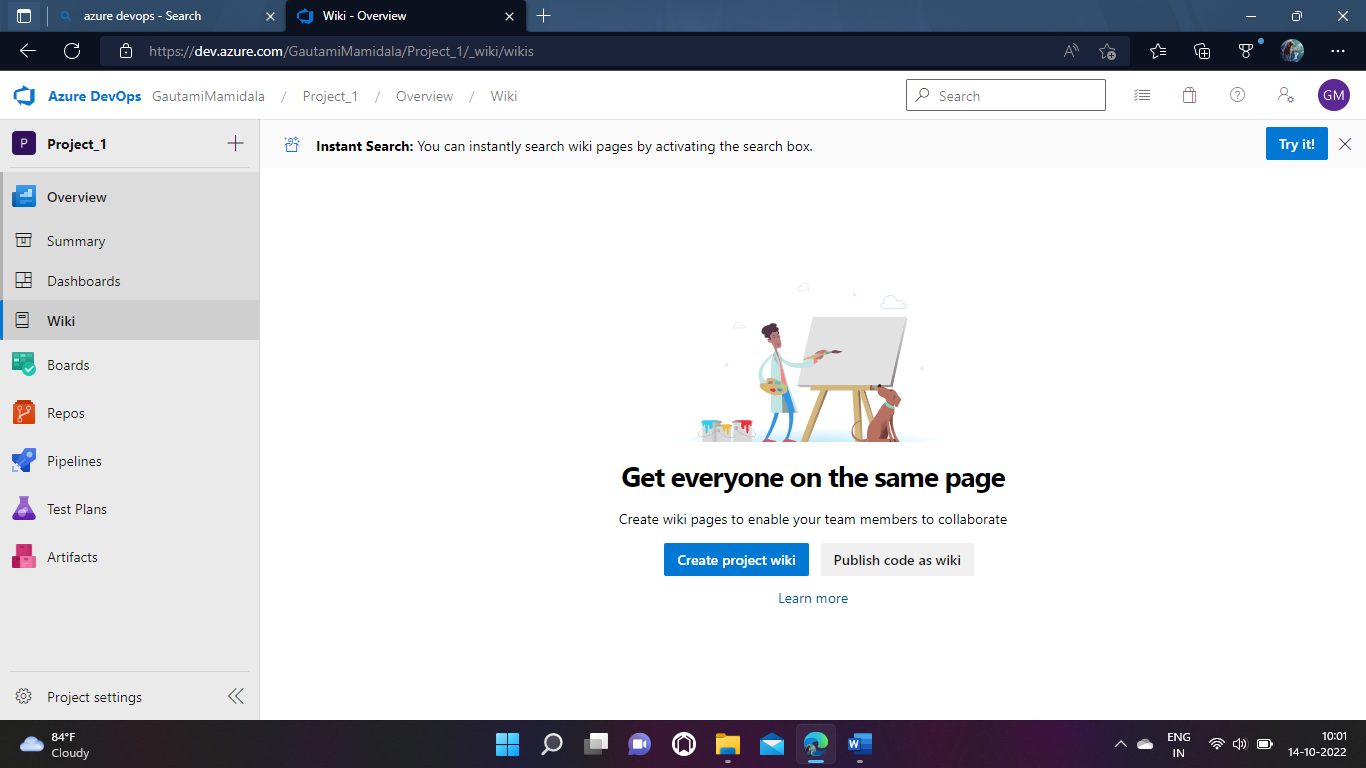 azure devops - Search
Wiki - Overview
https://dev.azure.com/GautamiMamidala/Project_1/_wiki/wikis
Azure DevOps GautamiMamidala / Project_1 / Overview / Wiki
Search
GM
P Project_1
Instant Search: You can instantly search wiki pages by activating the search box.
Try it!
Overview
Summary
Dashboards
Wiki
Boards
Repos
Pipelines
Test Plans
Artifacts
Get everyone on the same page
Create wiki pages to enable your team members to collaborate
Create project wiki
Publish code as wiki
Learn more
Project settings
84°F
Cloudy
ENG
IN
10:01
14-10-2022